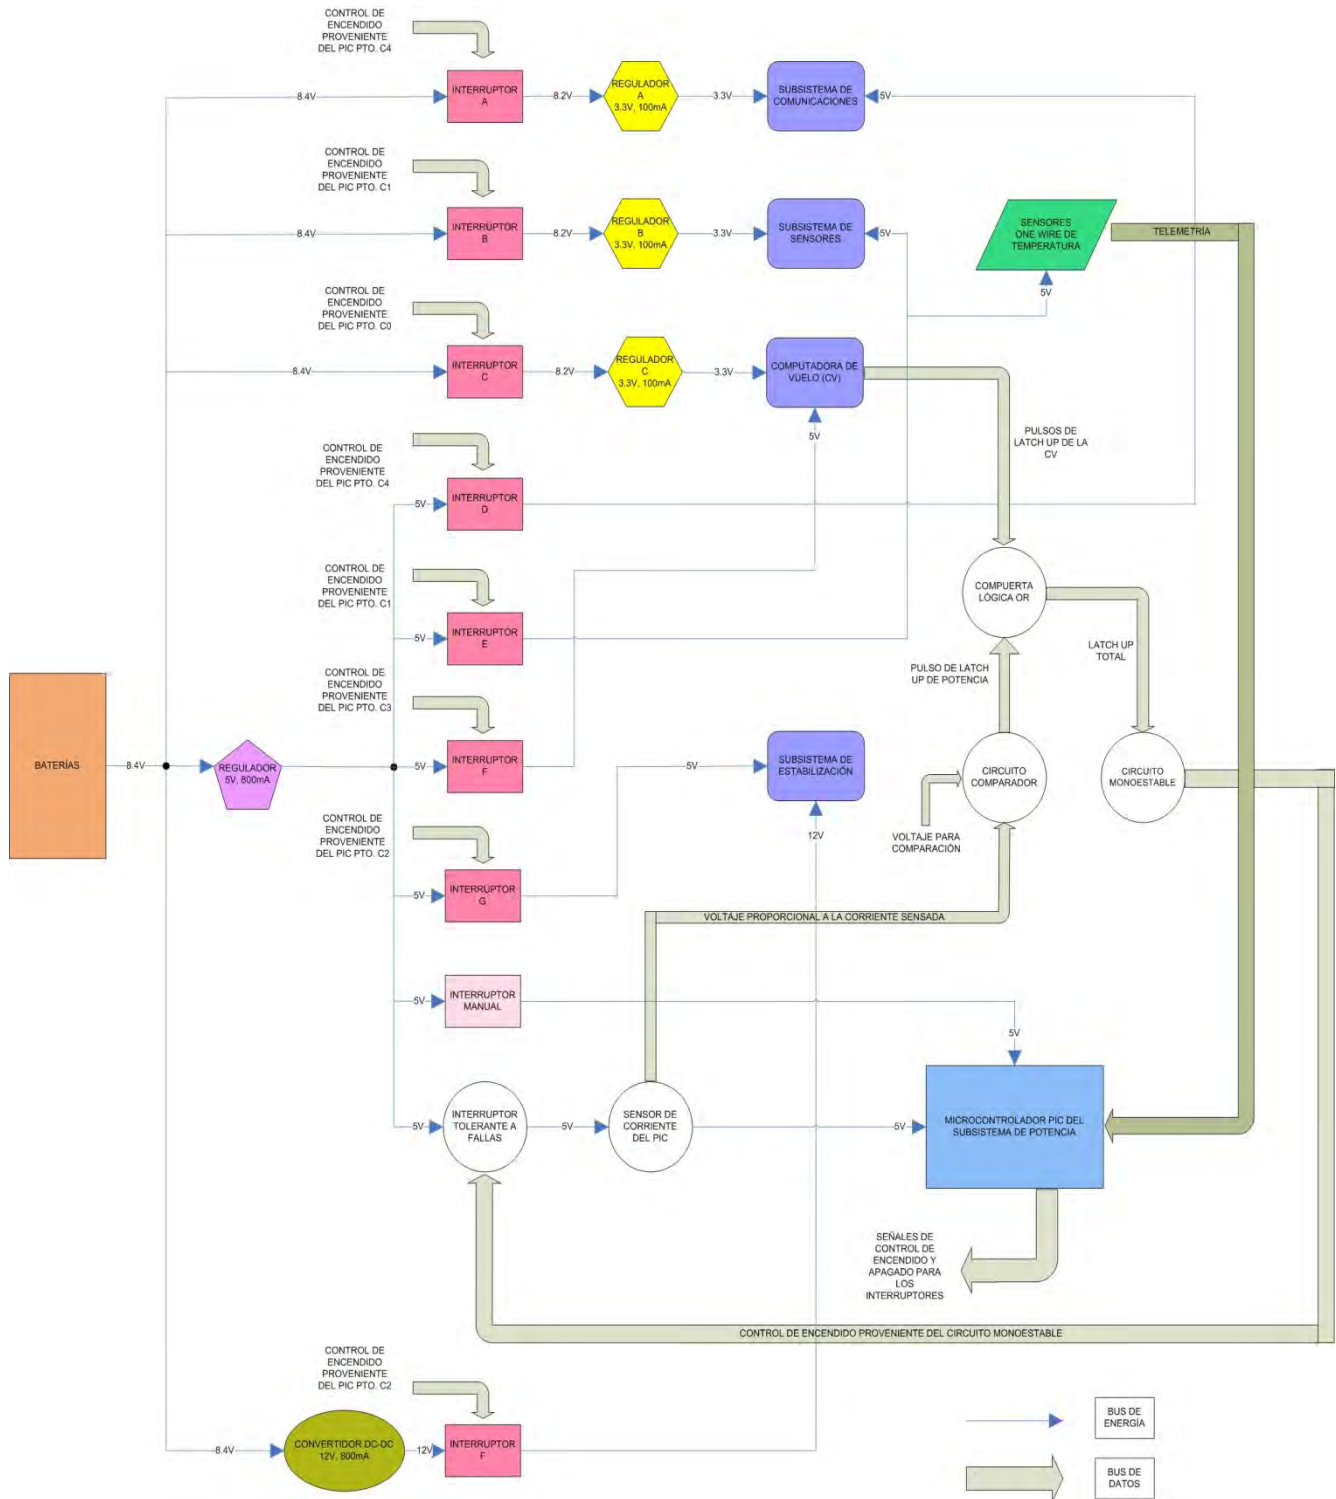 CONTROL DE
ENCENDIDO
PROVENIENTE
DEL PIC PTO. C4
8.4V
INTERRUPTOR
A
8.2V
REGULADOR
A
3.3V, 100mA
3.3V
SUBSISTEMA DE
COMUNICACIONES
5V
CONTROL DE
ENCENDIDO
PROVENIENTE
DEL PIC PTO. C1
8.4V
INTERRUPTOR
B
8.2V
REGULADOR
B
3.3V, 100mA
3.3V
SUBSISTEMA DE
SENSORES
5V
SENSORES
ONE WIRE DE
TEMPERATURA
TELEMETRÍA
5V
CONTROL DE
ENCENDIDO
PROVENIENTE
DEL PIC PTO. C0
8.4V
INTERRUPTOR
C
8.2V
REGULADOR
C
3.3V, 100mA
3.3V
COMPUTADORA DE
VUELO (CV)
5V
PULSOS DE
LATCH UP DE LA
CV
CONTROL DE
ENCENDIDO
PROVENIENTE
DEL PIC PTO. C4
5V
INTERRUPTOR
D
CONTROL DE
ENCENDIDO
PROVENIENTE
DEL PIC PTO. C1
5V
INTERRUPTOR
E
COMPUERTA
LÓGICA OR
LATCH UP
TOTAL
PULSO DE LATCH
UP DE POTENCIA
CONTROL DE
ENCENDIDO
PROVENIENTE
DEL PIC PTO. C3
BATERÍAS
8.4V
REGULADOR
5V, 800mA
5V
INTERRUPTOR
F
5V
SUBSISTEMA DE
ESTABILIZACIÓN
12V
CIRCUITO
COMPARADOR
CIRCUITO
MONOESTABLE
VOLTAJE PARA
COMPARACIÓN
CONTROL DE
ENCENDIDO
PROVENIENTE
DEL PIC PTO. C2
5V
INTERRUPTOR
G
VOLTAJE PROPORCIONAL A LA CORRIENTE SENSADA
5V
INTERRUPTOR
MANUAL
5V
5V
INTERRUPTOR
TOLERANTE A
FALLAS
5V
SENSOR DE
CORRIENTE
DEL PIC
5V
MICROCONTROLADOR PIC DEL
SUBSISTEMA DE POTENCIA
SEÑALES DE
CONTROL DE
ENCENDIDO Y
APAGADO PARA
LOS
INTERRUPTORES
CONTROL DE ENCENDIDO PROVENIENTE DEL CIRCUITO MONOESTABLE
CONTROL DE
ENCENDIDO
PROVENIENTE
DEL PIC PTO. C2
8.4V
CONVERTIDOR DC-DC
12V, 800mA
12V
INTERRUPTOR
F
BUS DE
ENERGÍA
BUS DE
DATOS